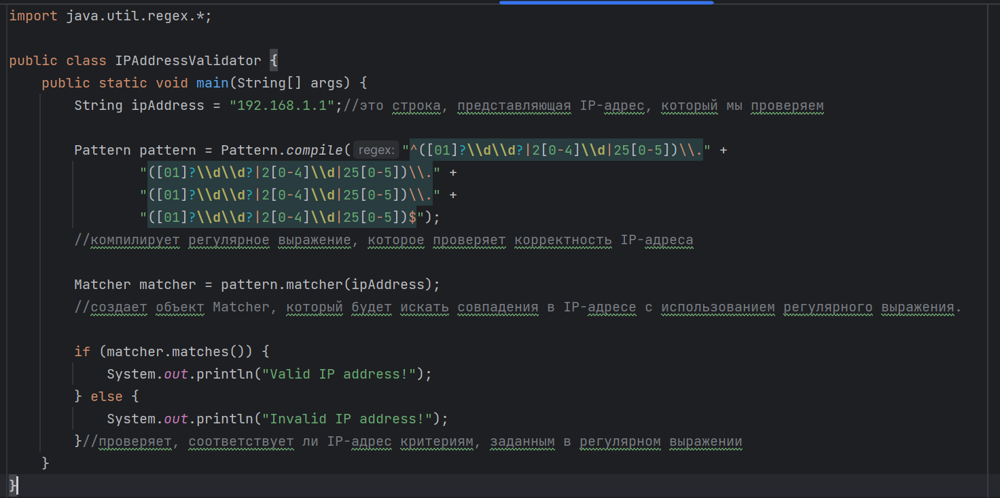 import java.util.regex.*;
public class IPAddressValidator {
public static void main(String[] args) {
String ipAddress = "192.168.1.1";//это строка, представляющая IP-адрес, который мы проверяем
Pattern pattern = Pattern.compile( regex: "^([01]?\\d\\d?|2[0-4]\\d|25[0-5])\\." +
"([01]?\\d\\d?|2[0-4]\\d|25[0-5])\\." +
"([01]?\\d\\d?|2[0-4]\\d|25[0-5])\\." +
"([01]?\\d\\d?|2[0-4]\\d|25[0-5])$");
//компилирует регулярное выражение, которое проверяет корректность IP-адреса
Matcher matcher = pattern.matcher(ipAddress);
//создает объект Matcher, который будет искать совпадения в IP-адресе с использованием регулярного выражения.
if (matcher.matches()) {
System.out.println("Valid IP address!");
} else {
System.out.println("Invalid IP address!");
}//проверяет, соответствует ли IP-адрес критериям, заданным в регулярном выражении
}
}